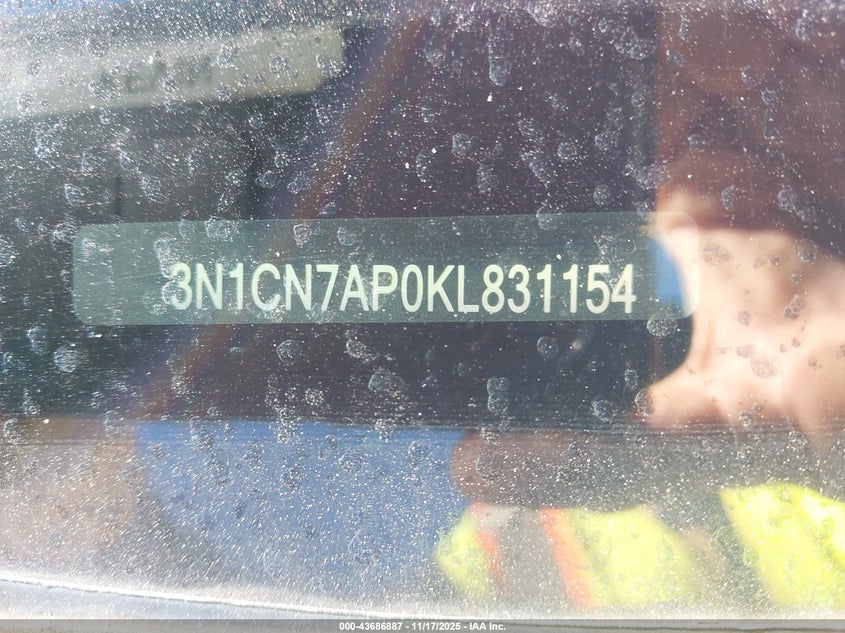 3N1CN7AP0KL831154
000-43686887 - 11/17/2025 - IAA Inc.